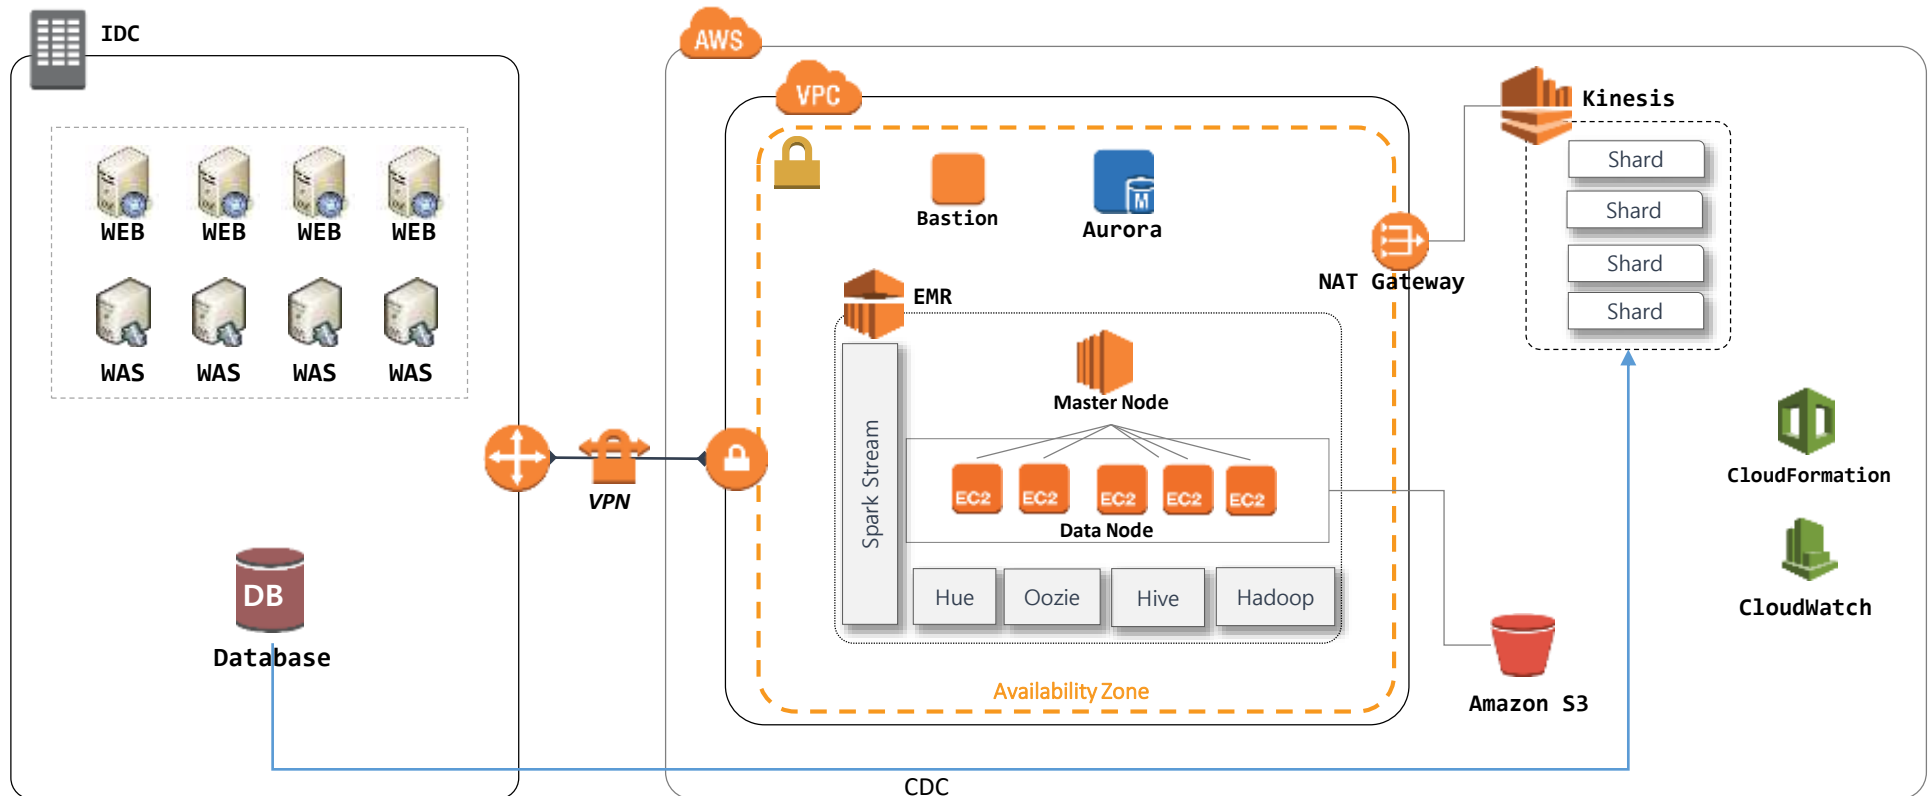 IDC
AWS
VPC
Kinesis
Shard
Shard
Shard
Shard
WEB WEB WEB WEB
WAS WAS WAS WAS
M
Bastion
Aurora
NAT Gateway
EMR
Master Node
Spark Stream
EC2 EC2 EC2 EC2 EC2
Data Node
Hue Oozie Hive Hadoop
Availability Zone
VPN
CloudFormation
CloudWatch
DB
Database
Amazon S3
CDC